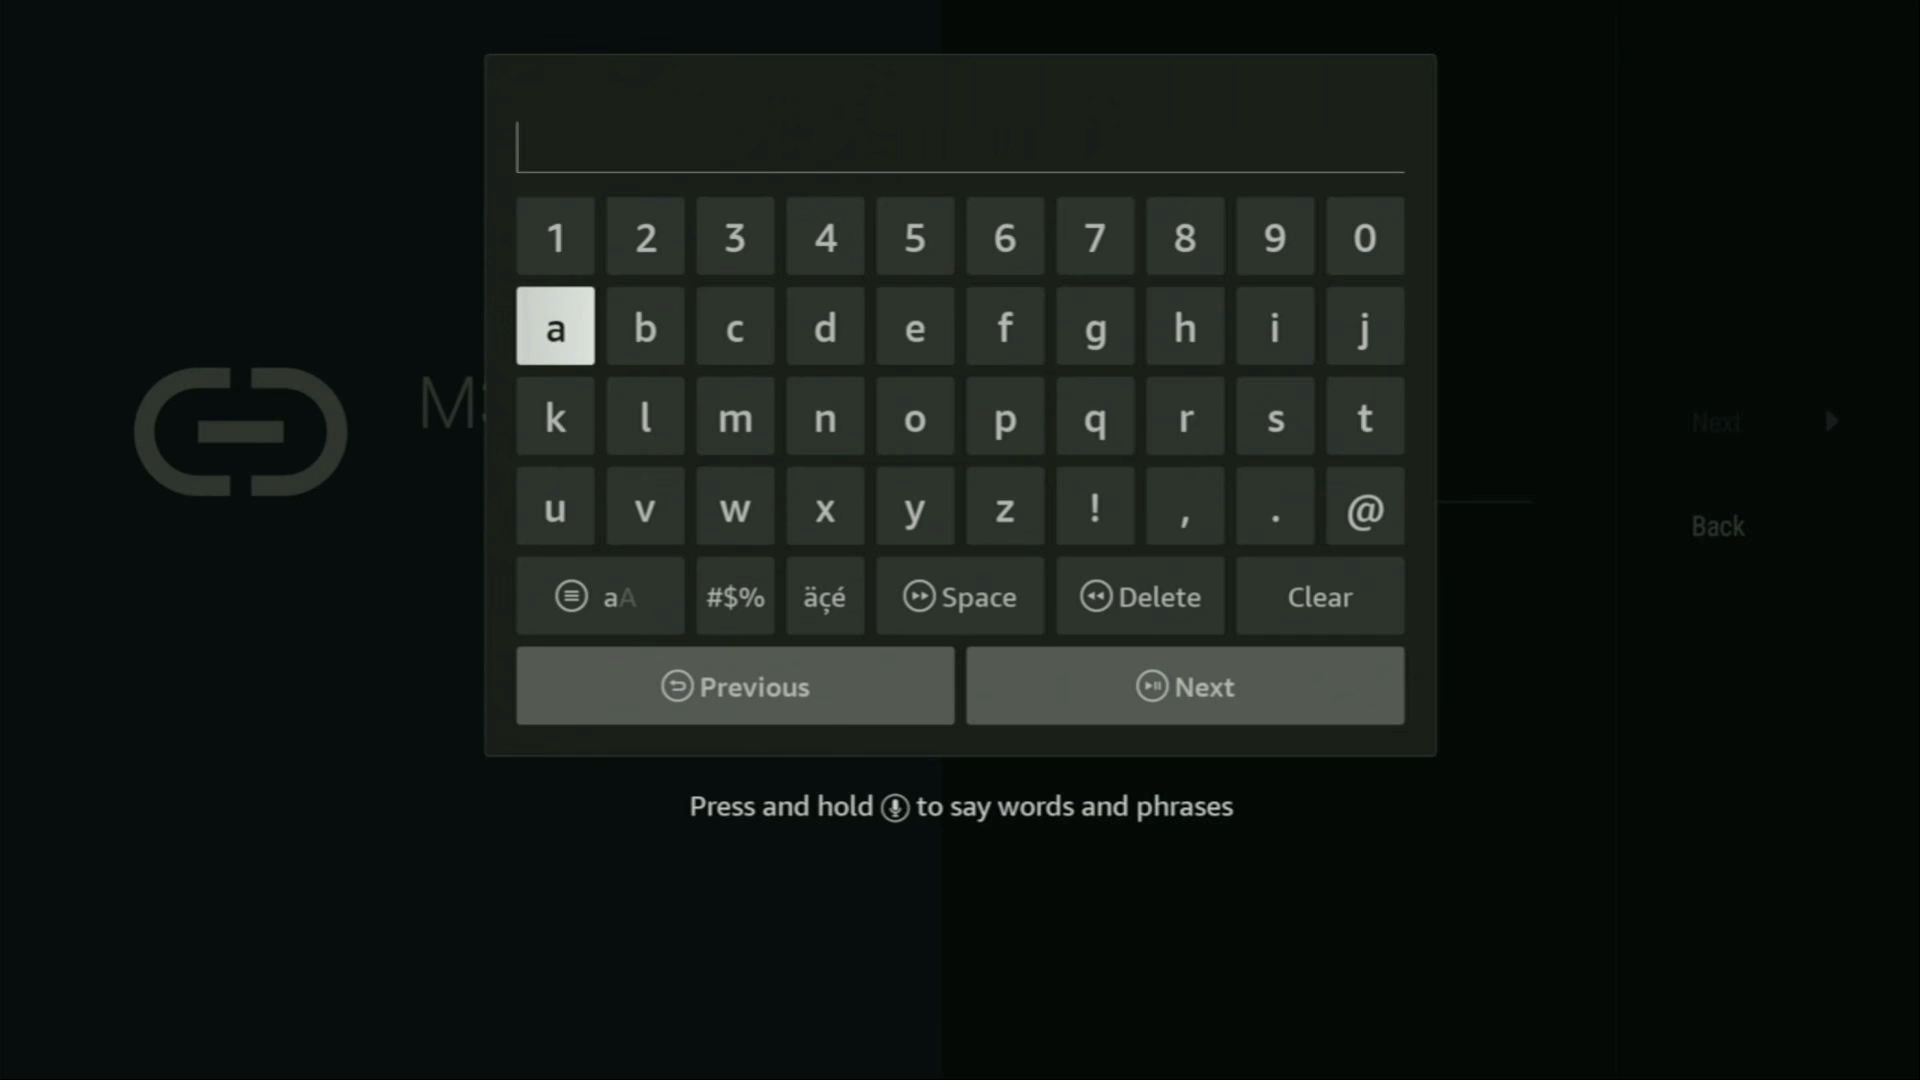 1 2 3 4 5 6 7 8 9 0
a b c d e f g h i j
k l m n o p q r s t
u v w x y z ! , . @
aA #$% äçé Space Delete Clear
Previous Next
Press and hold to say words and phrases
Next
Back